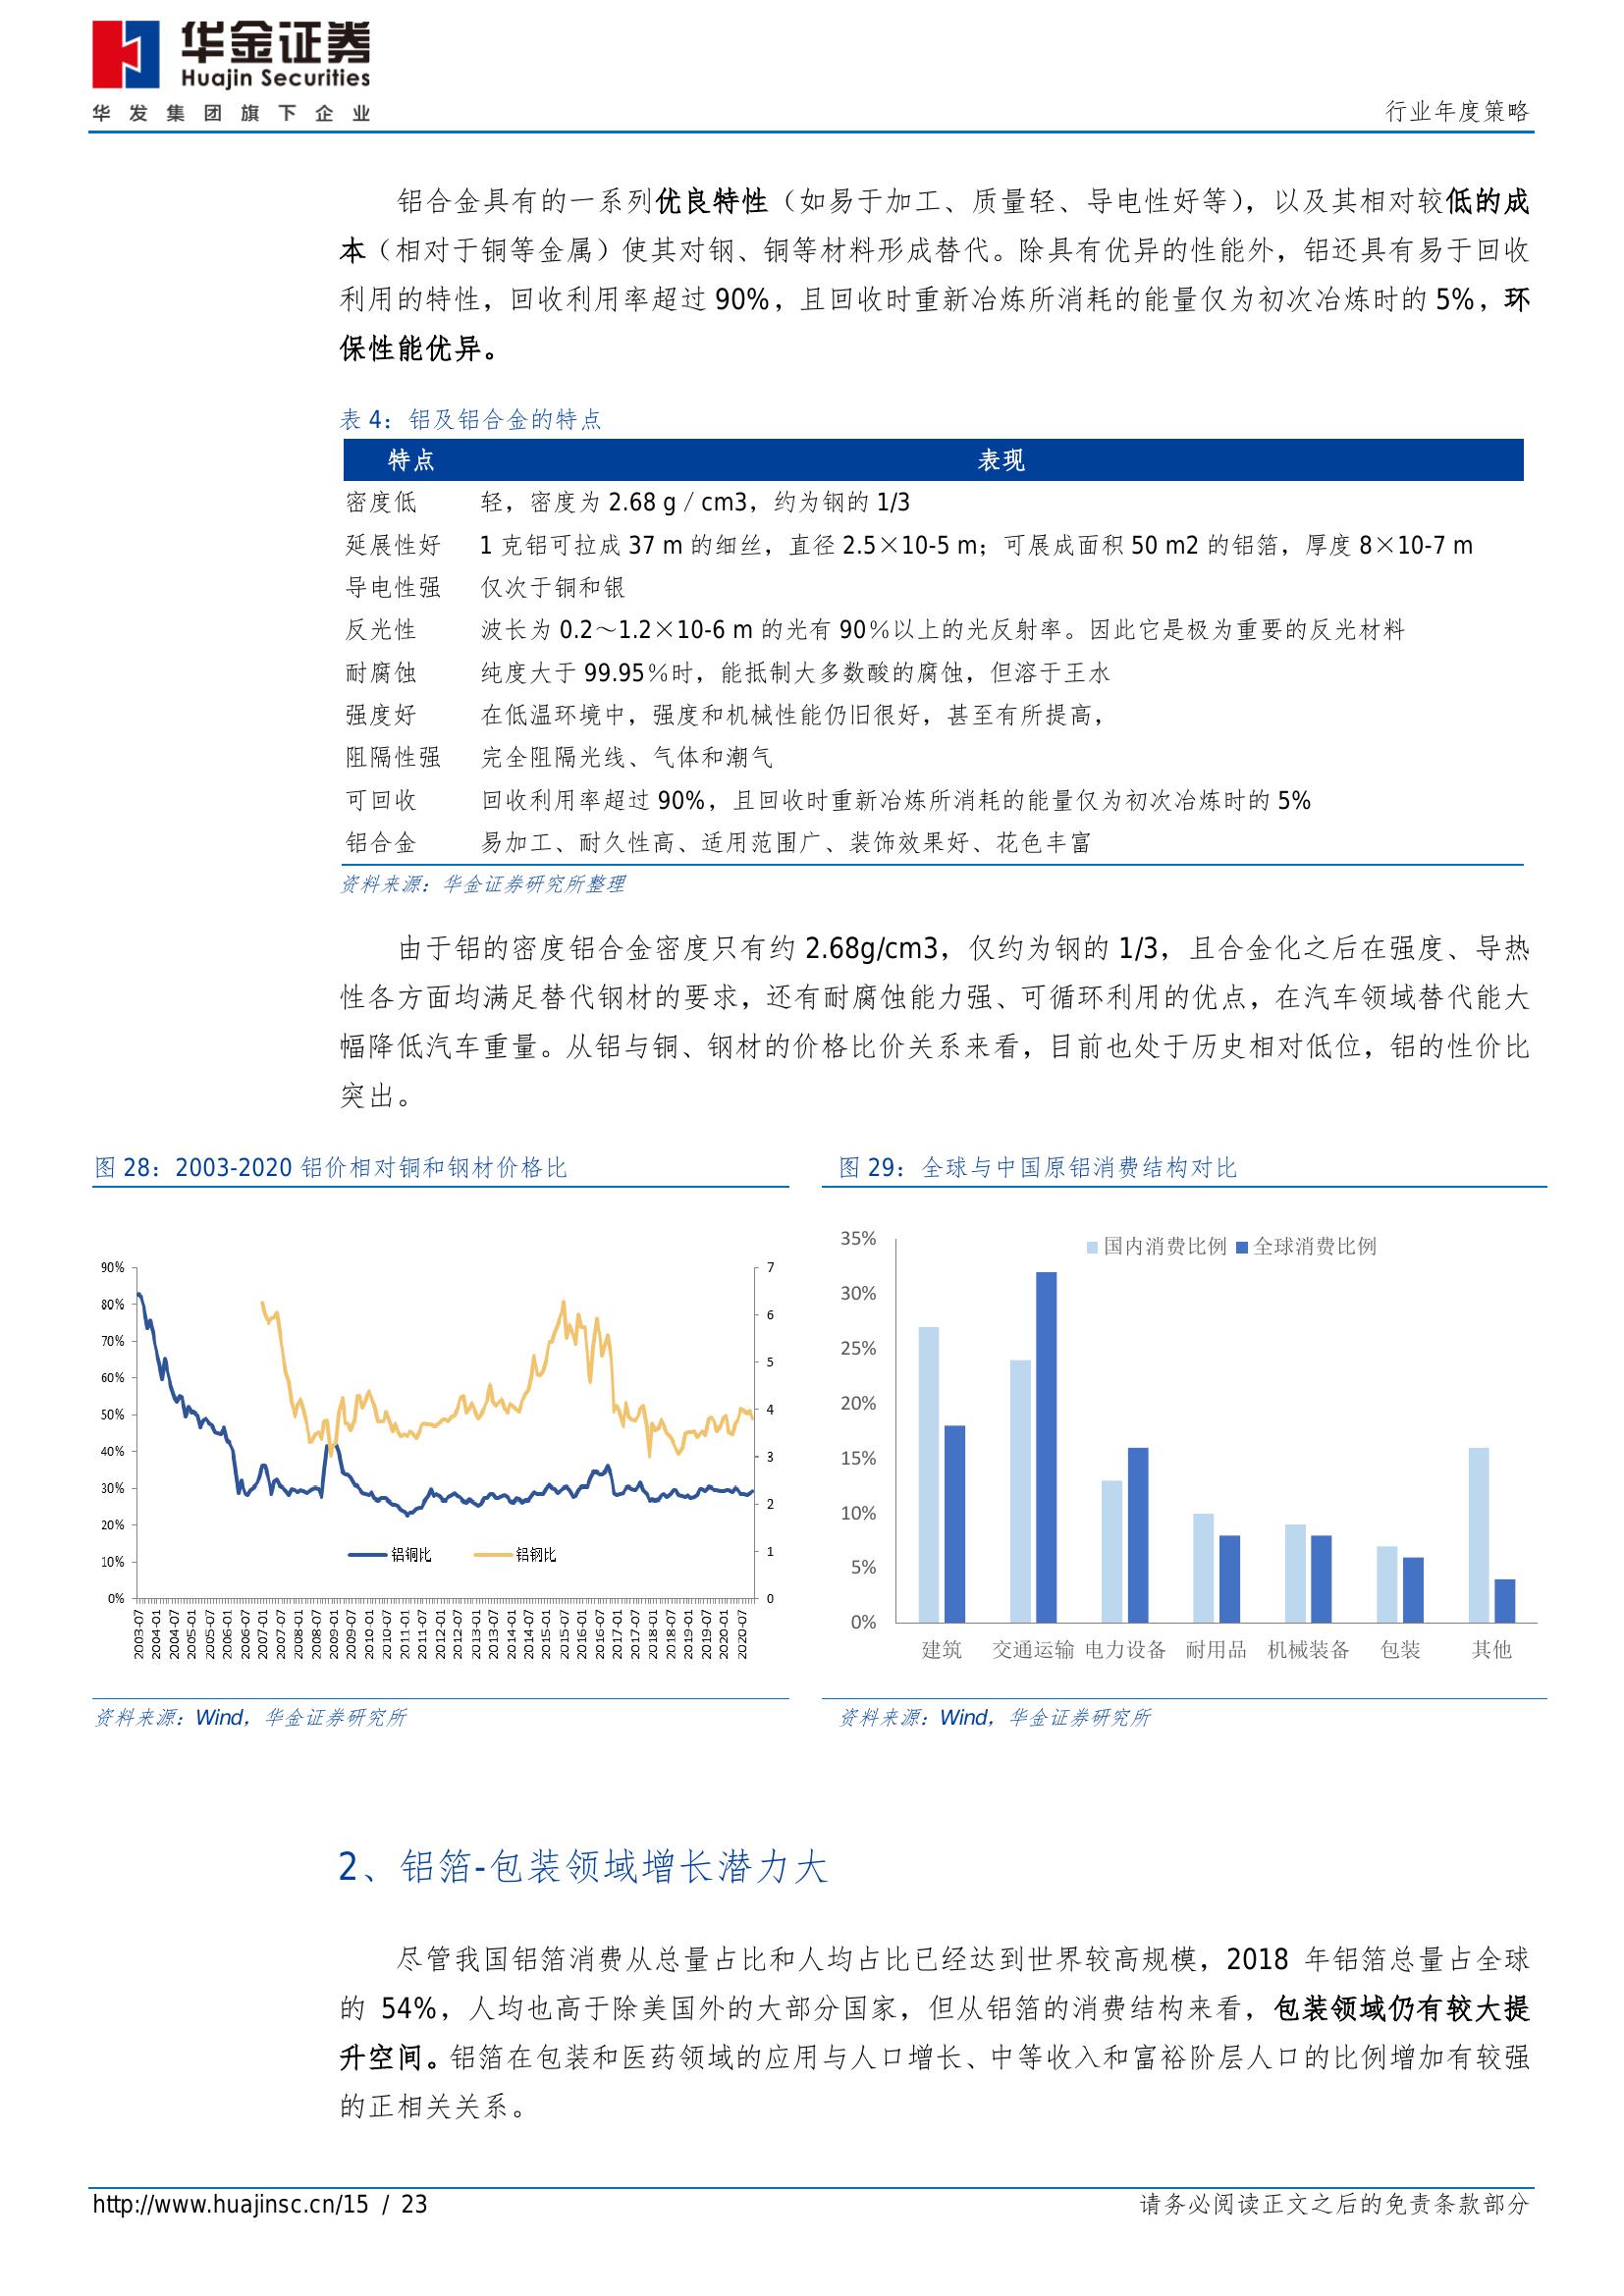 华金证券
Huajin Securities
华发集团旗下企业
行业年度策略
铝合金具有的一系列优良特性（如易于加工、质量轻、导电性好等），以及其相对较低的成
本（相对于铜等金属）使其对钢、铜等材料形成替代。除具有优异的性能外，铝还具有易于回收
利用的特性，回收利用率超过 90%，且回收时重新冶炼所消耗的能量仅为初次冶炼时的 5%，环
保性能优异。
表 4：铝及铝合金的特点
特点 表现
密度低 轻，密度为 2.68 g / cm3，约为钢的 1/3
延展性好 1 克铝可拉成 37 m 的细丝，直径 2.5×10-5 m；可展成面积 50 m2 的铝箔，厚度 8×10-7 m
导电性强 仅次于铜和银
反光性 波长为 0.2～1.2×10-6 m 的光有 90％以上的光反射率。因此它是极为重要的反光材料
耐腐蚀 纯度大于 99.95％时，能抵制大多数酸的腐蚀，但溶于王水
强度好 在低温环境中，强度和机械性能仍旧很好，甚至有所提高，
阻隔性强 完全阻隔光线、气体和潮气
可回收 回收利用率超过 90%，且回收时重新冶炼所消耗的能量仅为初次冶炼时的 5%
铝合金 易加工、耐久性高、适用范围广、装饰效果好、花色丰富
资料来源：华金证券研究所整理
由于铝的密度铝合金密度只有约 2.68g/cm3，仅约为钢的 1/3，且合金化之后在强度、导热
性各方面均满足替代钢材的要求，还有耐腐蚀能力强、可循环利用的优点，在汽车领域替代能大
幅降低汽车重量。从铝与铜、钢材的价格比价关系来看，目前也处于历史相对低位，铝的性价比
突出。
图 28：2003-2020 铝价相对铜和钢材价格比
90%
80%
70%
60%
50%
40%
30%
20%
10%
0%
7
6
5
4
3
2
1
0
铝铜比 铝钢比
2003-07 2004-01 2004-07 2005-01 2005-07 2006-01 2007-01 2007-07 2008-01 2008-07 2009-01 2009-07 2010-01 2010-07 2011-01 2011-07 2012-01 2012-07 2013-01 2013-07 2014-01 2014-07 2015-01 2015-07 2016-01 2016-07 2017-01 2017-07 2018-01 2018-07 2019-01 2019-07 2020-01 2020-07
资料来源：Wind，华金证券研究所
图 29：全球与中国原铝消费结构对比
国内消费比例 全球消费比例
35%
30%
25%
20%
15%
10%
5%
0%
建筑 交通运输 电力设备 耐用品 机械装备 包装 其他
资料来源：Wind，华金证券研究所
2、铝箔-包装领域增长潜力大
尽管我国铝箔消费从总量占比和人均占比已经达到世界较高规模，2018 年铝箔总量占全球
的 54%，人均也高于除美国外的大部分国家，但从铝箔的消费结构来看，包装领域仍有较大提
升空间。铝箔在包装和医药领域的应用与人口增长、中等收入和富裕阶层人口的比例增加有较强
的正相关关系。
http://www.huajinsc.cn/15 / 23
请务必阅读正文之后的免责条款部分